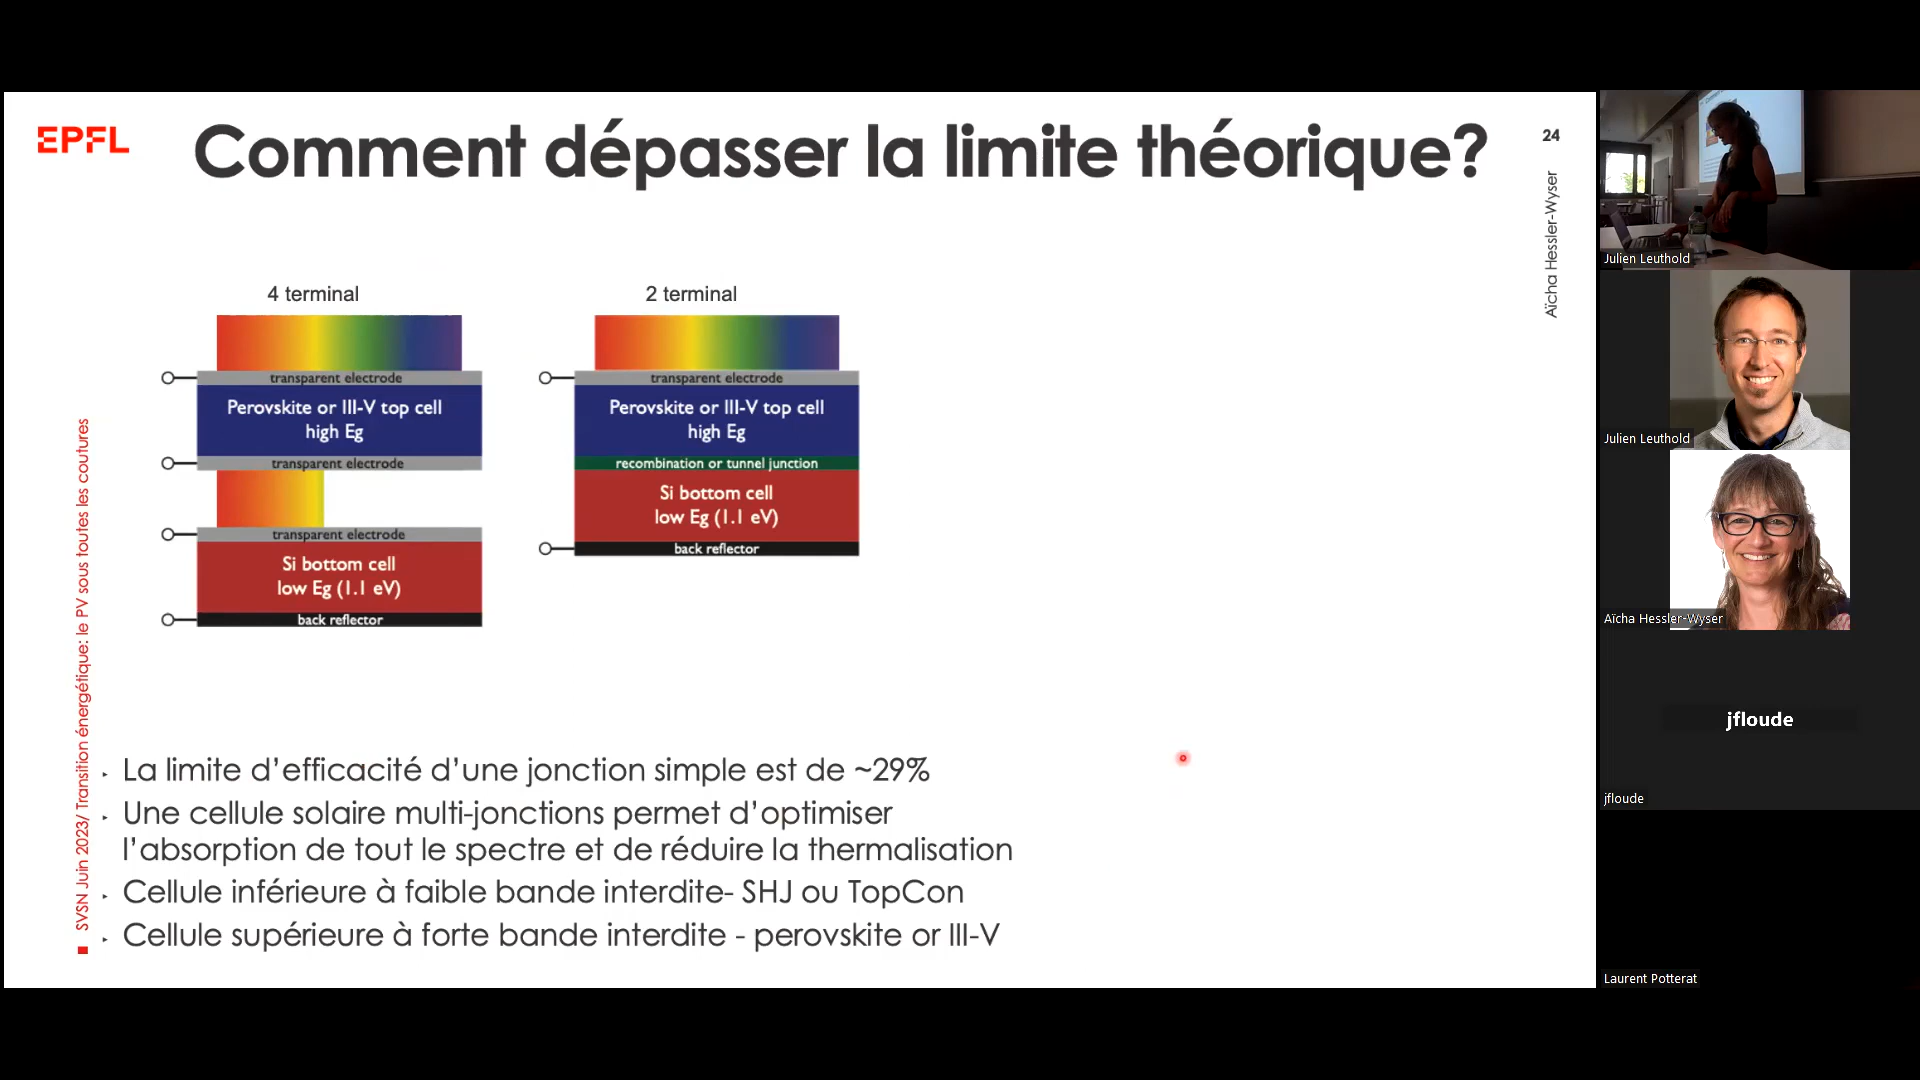 EPFL
Comment dépasser la limite théorique?
24
Aïcha Hessler-Wyser
SVSN Juin 2023/ Transition énergétique: le PV sous toutes les coutures
4 terminal
transparent electrode
Perovskite or III-V top cell
high Eg
transparent electrode
transparent electrode
Si bottom cell
low Eg (1.1 eV)
back reflector
2 terminal
transparent electrode
Perovskite or III-V top cell
high Eg
recombination or tunnel junction
Si bottom cell
low Eg (1.1 eV)
back reflector
La limite d’efficacité d’une jonction simple est de ~29%
Une cellule solaire multi-jonctions permet d’optimiser
l’absorption de tout le spectre et de réduire la thermalisation
Cellule inférieure à faible bande interdite- SHJ ou TopCon
Cellule supérieure à forte bande interdite - perovskite or III-V
Julien Leuthold
Julien Leuthold
Aïcha Hessler-Wyser
jfloude
jfloude
Laurent Potterat